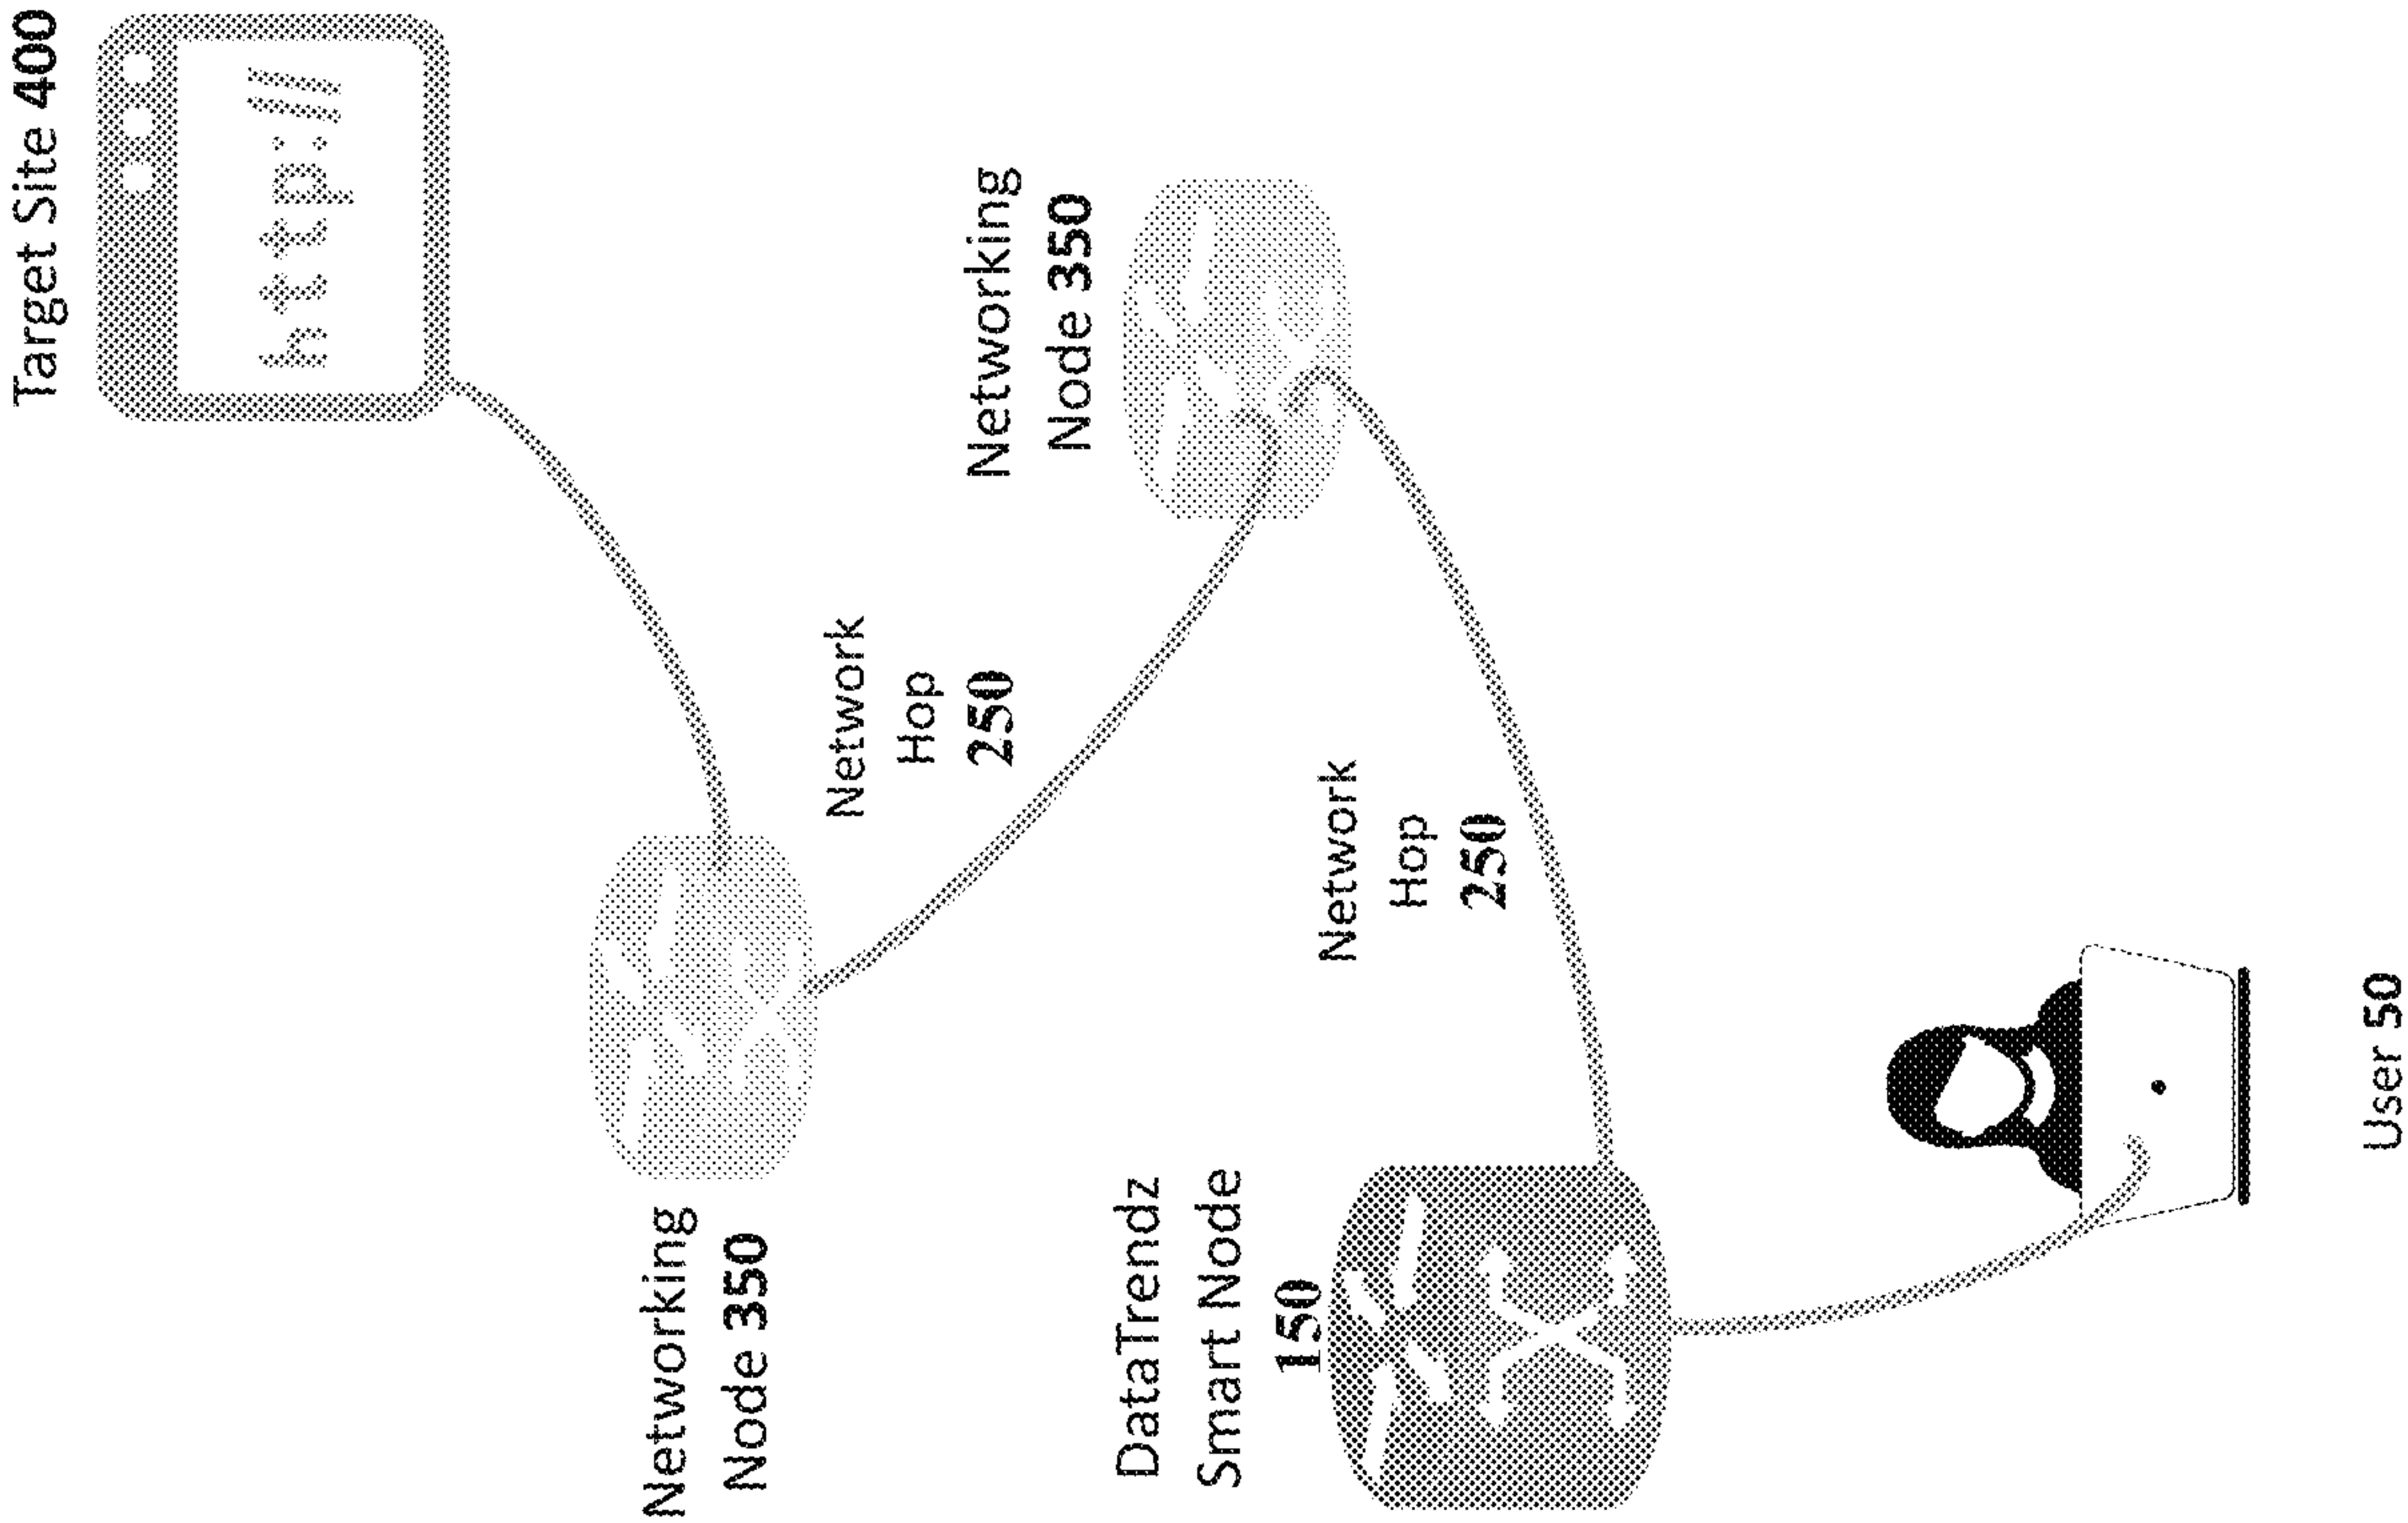 Target Site 400
http://
Networking
Node 350
Networking
Node 350
Network
Hop
250
Network
Hop
250
DataTrendz
Smart Node
150
User 50